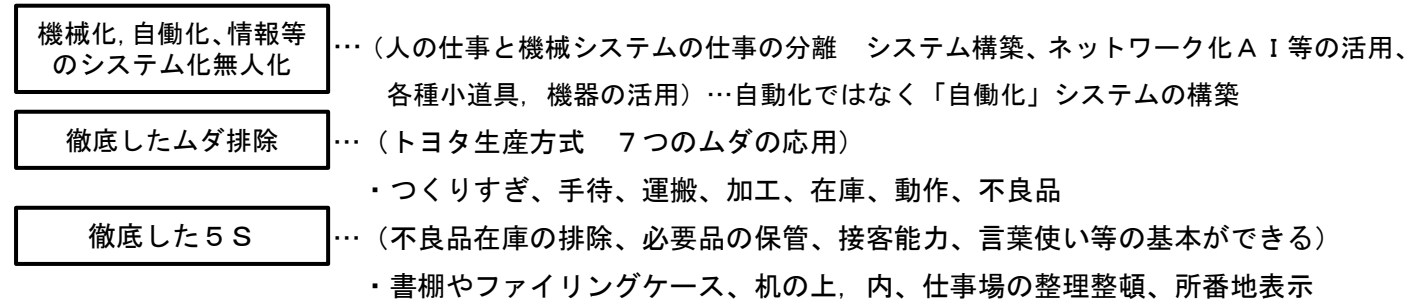 機械化,自働化、情報等のシステム化無人化 …（人の仕事と機械システムの仕事の分離　システム構築、ネットワーク化ＡＩ等の活用、
各種小道具,機器の活用）…自動化ではなく「自働化」システムの構築
徹底したムダ排除 …（トヨタ生産方式　７つのムダの応用）
・つくりすぎ、手待、運搬、加工、在庫、動作、不良品
徹底した５Ｓ …（不良品在庫の排除、必要品の保管、接客能力、言葉使い等の基本ができる）
・書棚やファイリングケース、机の上,内、仕事場の整理整頓、所番地表示